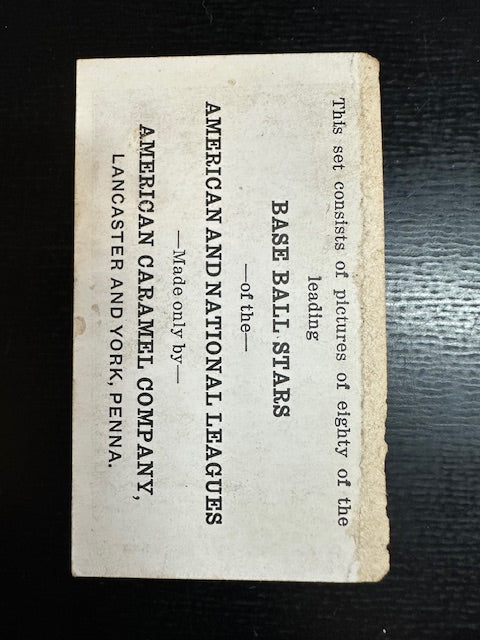 This set consists of pictures of eighty of the
leading
BASE BALL STARS
—of the—
AMERICAN AND NATIONAL LEAGUES
—Made only by—
AMERICAN CARAMEL COMPANY,
LANCASTER AND YORK, PENNA.